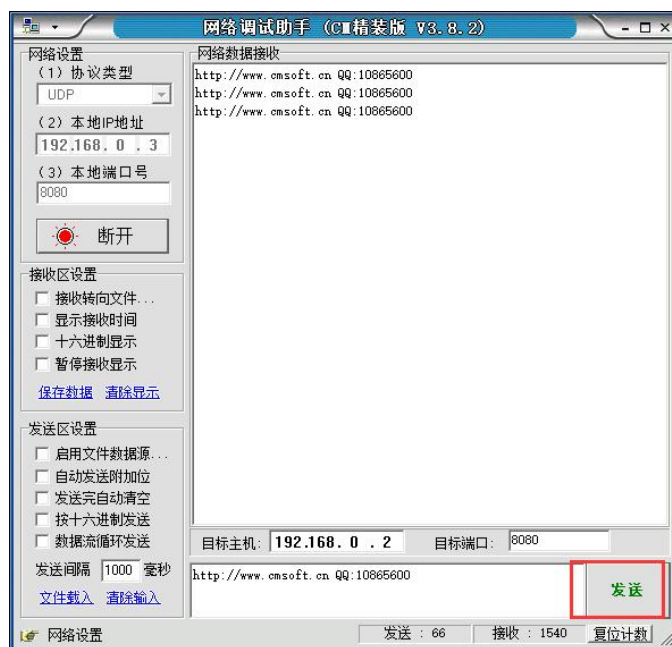 网络调试助手 (CМ精装版 V3.8.2)
网络设置
(1) 协议类型
UDP
(2) 本地IP地址
192.168. 0 . 3
(3) 本地端口号
8080
断开
接收区设置
接收转向文件...
显示接收时间
十六进制显示
暂停接收显示
保存数据 清除显示
发送区设置
启用文件数据源...
自动发送附加位
发送完自动清空
按十六进制发送
数据流循环发送
发送间隔 1000 毫秒
文件载入 清除输入
网络数据接收
http://www.cmsoft.cn QQ:10865600
http://www.cmsoft.cn QQ:10865600
http://www.cmsoft.cn QQ:10865600
目标主机: 192.168. 0 . 2 目标端口: 8080
http://www.cmsoft.cn QQ:10865600
发送
网络设置 发送 : 66 接收 : 1540 复位计数